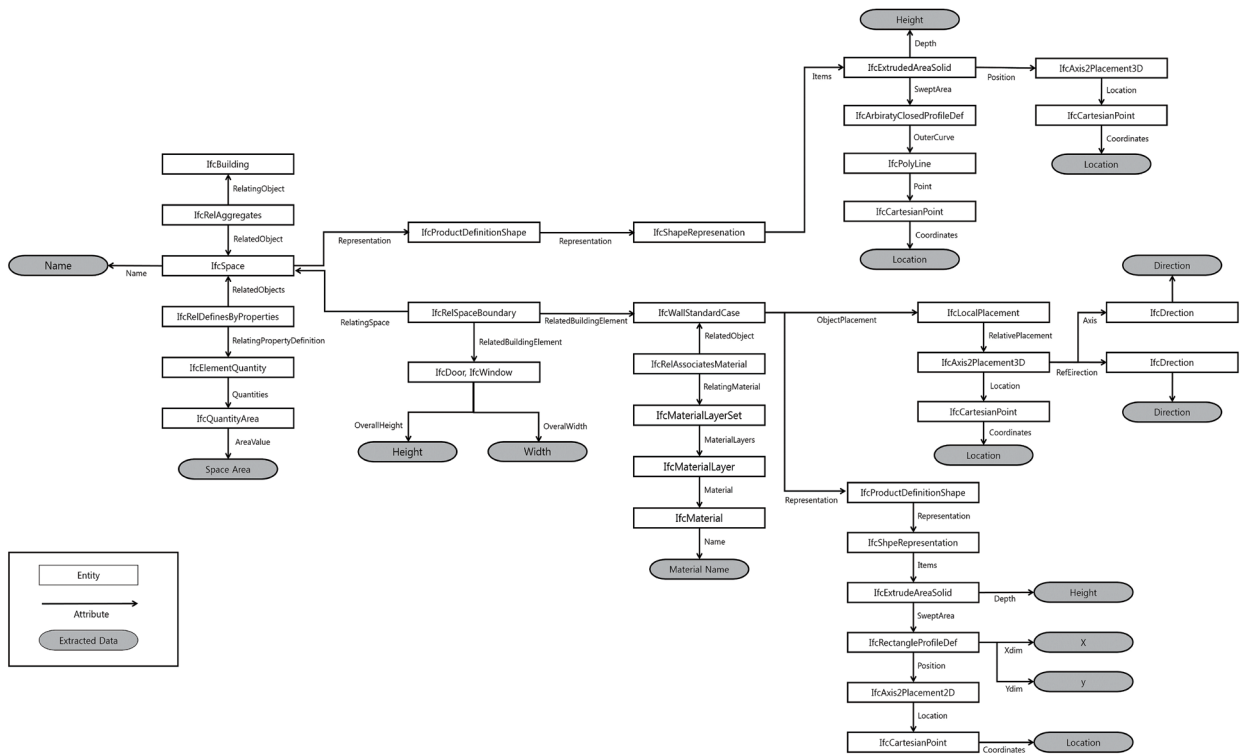 Height
Depth
IfcExtrudedAreaSolid
Items
Position
IfcAxis2Placement3D
SweptArea
Location
IfcArbiratyClosedProfileDef
IfcCartesianPoint
OuterCurve
Coordinates
IfcPolyLine
Location
Point
IfcCartesianPoint
Coordinates
Location
IfcBuilding
RelatingObject
IfcRelAggregates
RelatedObject
IfcProductDefinitionShape
IfcShapeRepresenation
Representation
Representation
Name
Name
IfcSpace
RelatedObjects
IfcRelDefinesByProperties
RelatingPropertyDefinition
IfcElementQuantity
Quantities
IfcQuantityArea
AreaValue
Space Area
RelatingSpace
IfcRelSpaceBoundary
RelatedBuildingElement
RelatedBuildingElement
IfcDoor, IfcWindow
OverallHeight
OveralWidth
Height
Width
IfcWallStandardCase
RelatedObject
IfcRelAssociatesMaterial
RelatingMaterial
IfcMaterialLayerSet
MaterialLayers
IfcMaterialLayer
Material
IfcMaterial
Name
Material Name
ObjectPlacement
IfcLocalPlacement
RelativePlacement
IfcAxis2Placement3D
Location
IfcCartesianPoint
Coordinates
Location
Direction
Axis
IfcDirection
RefEirection
IfcDirection
Direction
Representation
IfcProductDefinitionShape
Representation
IfcShpeRepresentation
Items
IfcExtrudeAreaSolid
Depth
Height
SweptArea
IfcRectangleProfileDef
Xdim
X
Position
Ydim
y
IfcAxis2Placement2D
Location
IfcCartesianPoint
Coordinates
Location
Entity
Attribute
Extracted Data